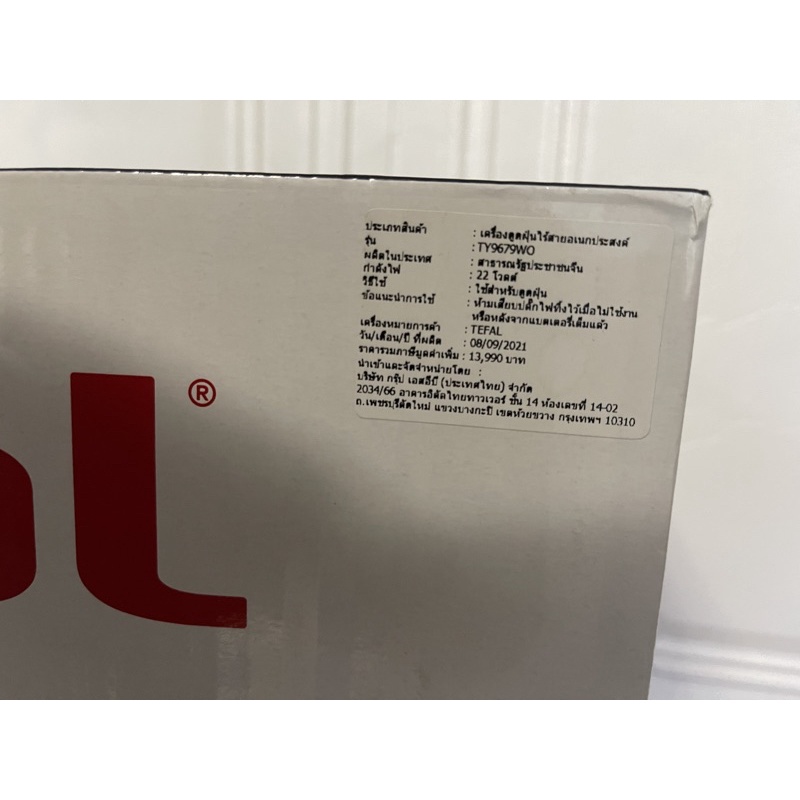 ประเภทสินค้า : เครื่องดูดฝุ่นไร้สายอเนกประสงค์
รุ่น : TY9679WO
ผลิตในประเทศ : สาธารณรัฐประชาชนจีน
กำลังไฟ : 22 โวลต์
วิธีใช้ : ใช้สำหรับดูดฝุ่น
ข้อแนะนำการใช้ : ห้ามเสียบปลั๊กไฟทิ้งไว้เมื่อไม่ใช้งาน
หรือหลังจากแบตเตอรี่เต็มแล้ว
เครื่องหมายการค้า : TEFAL
วัน/เดือน/ปี ที่ผลิต : 08/09/2021
ราคารวมภาษีมูลค่าเพิ่ม : 13,990 บาท
นำเข้าและจัดจำหน่ายโดย :
บริษัท กรุ๊ป เอสอีบี (ประเทศไทย) จำกัด
2034/66 อาคารอิตัลไทยทาวเวอร์ ชั้น 14 ห้องเลขที่ 14-02
ถ.เพชรบุรีตัดใหม่ แขวงบางกะปิ เขตห้วยขวาง กรุงเทพฯ 10310
al®